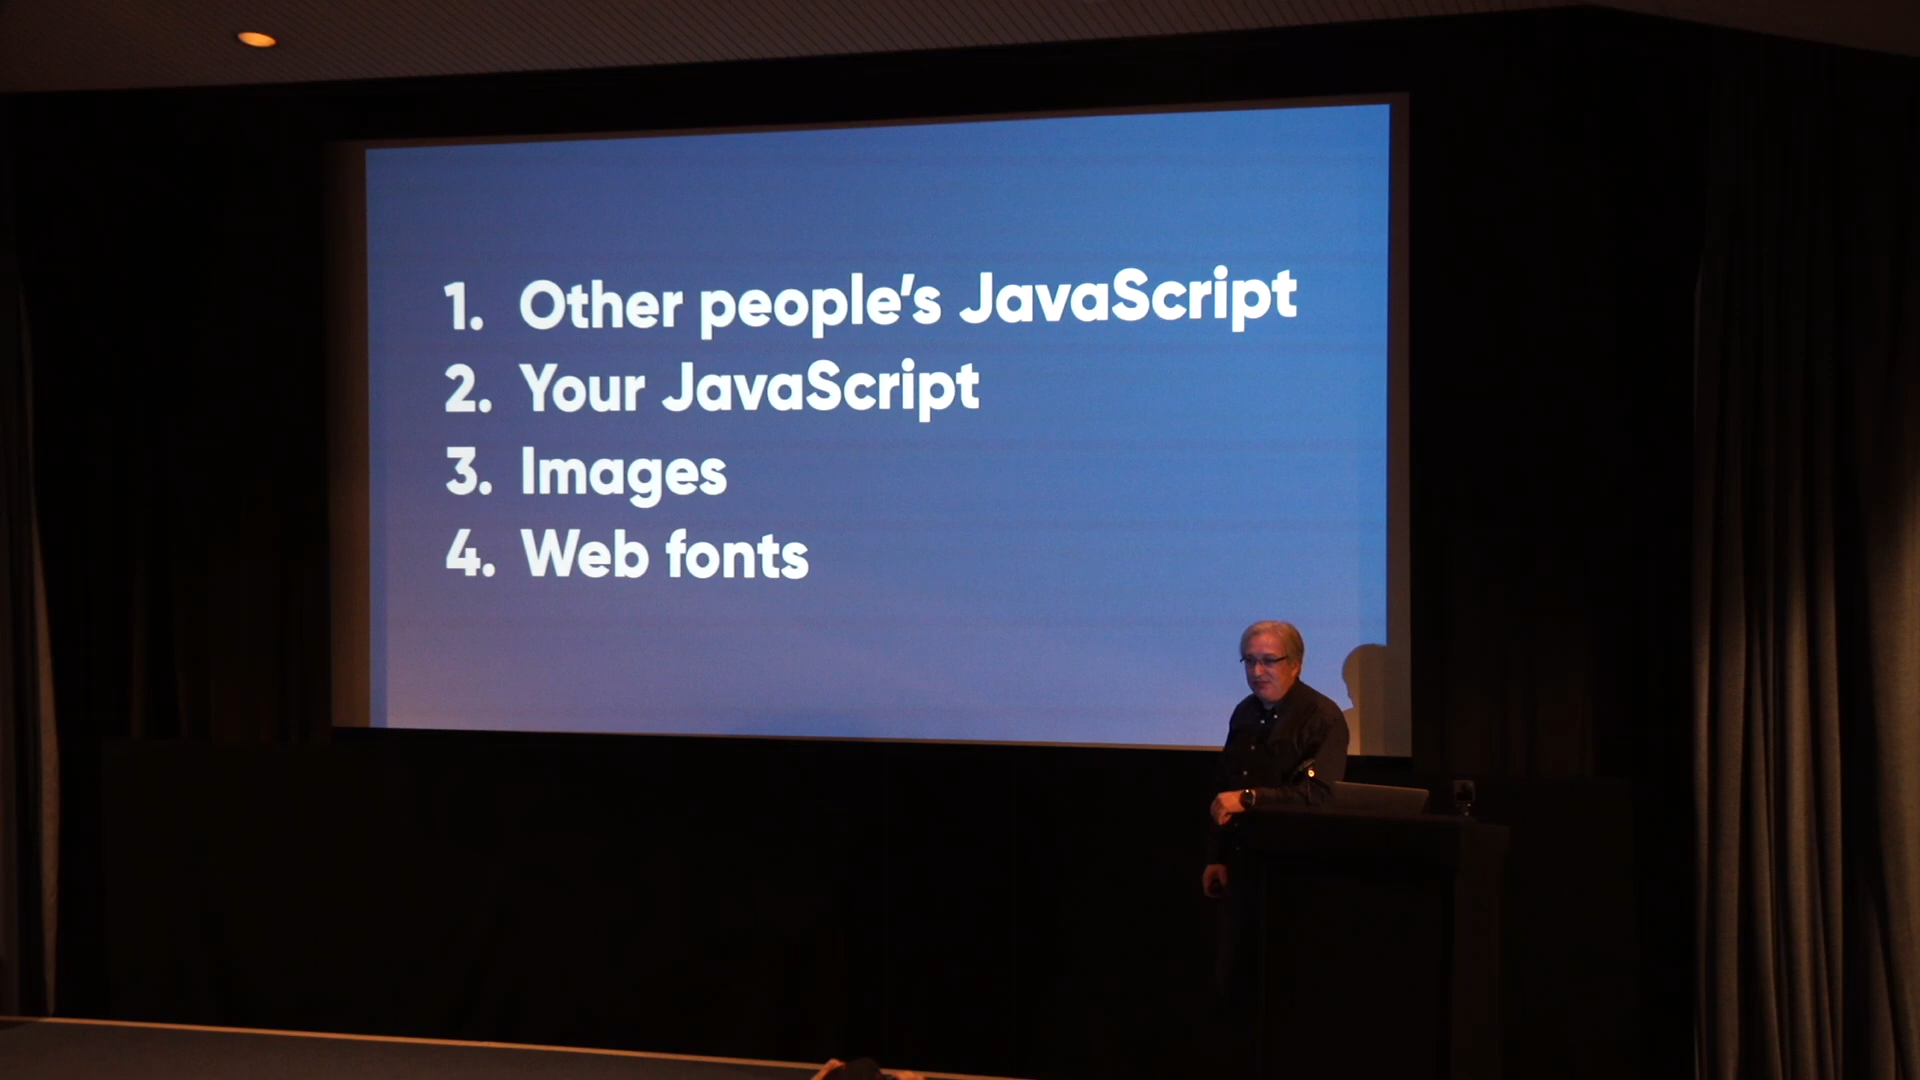 1. Other people’s JavaScript
2. Your JavaScript
3. Images
4. Web fonts